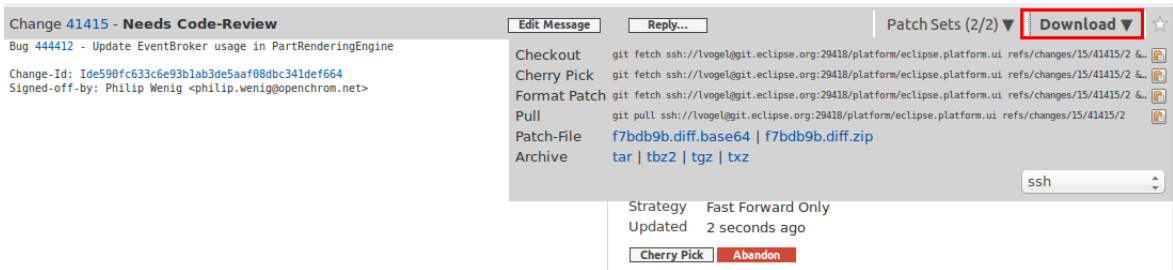 Change 41415 - Needs Code-Review Edit Message Reply... Patch Sets (2/2) ▼ Download ▼
Bug 444412 - Update EventBroker usage in PartRenderingEngine
Change-Id: Ide590fc633c6e93b1ab3de5aaf08dbc341def664
Signed-off-by: Philip Wenig <philip.wenig@openchrom.net>
Checkout git fetch ssh://lvogel@git.eclipse.org:29418/platform/eclipse.platform.ui refs/changes/15/41415/2 &…
Cherry Pick git fetch ssh://lvogel@git.eclipse.org:29418/platform/eclipse.platform.ui refs/changes/15/41415/2 &…
Format Patch git fetch ssh://lvogel@git.eclipse.org:29418/platform/eclipse.platform.ui refs/changes/15/41415/2 &…
Pull git pull ssh://lvogel@git.eclipse.org:29418/platform/eclipse.platform.ui refs/changes/15/41415/2
Patch-File f7bdb9b.diff.base64 | f7bdb9b.diff.zip
Archive tar | tbz2 | tgz | txz
ssh
Strategy Fast Forward Only
Updated 2 seconds ago
Cherry Pick Abandon